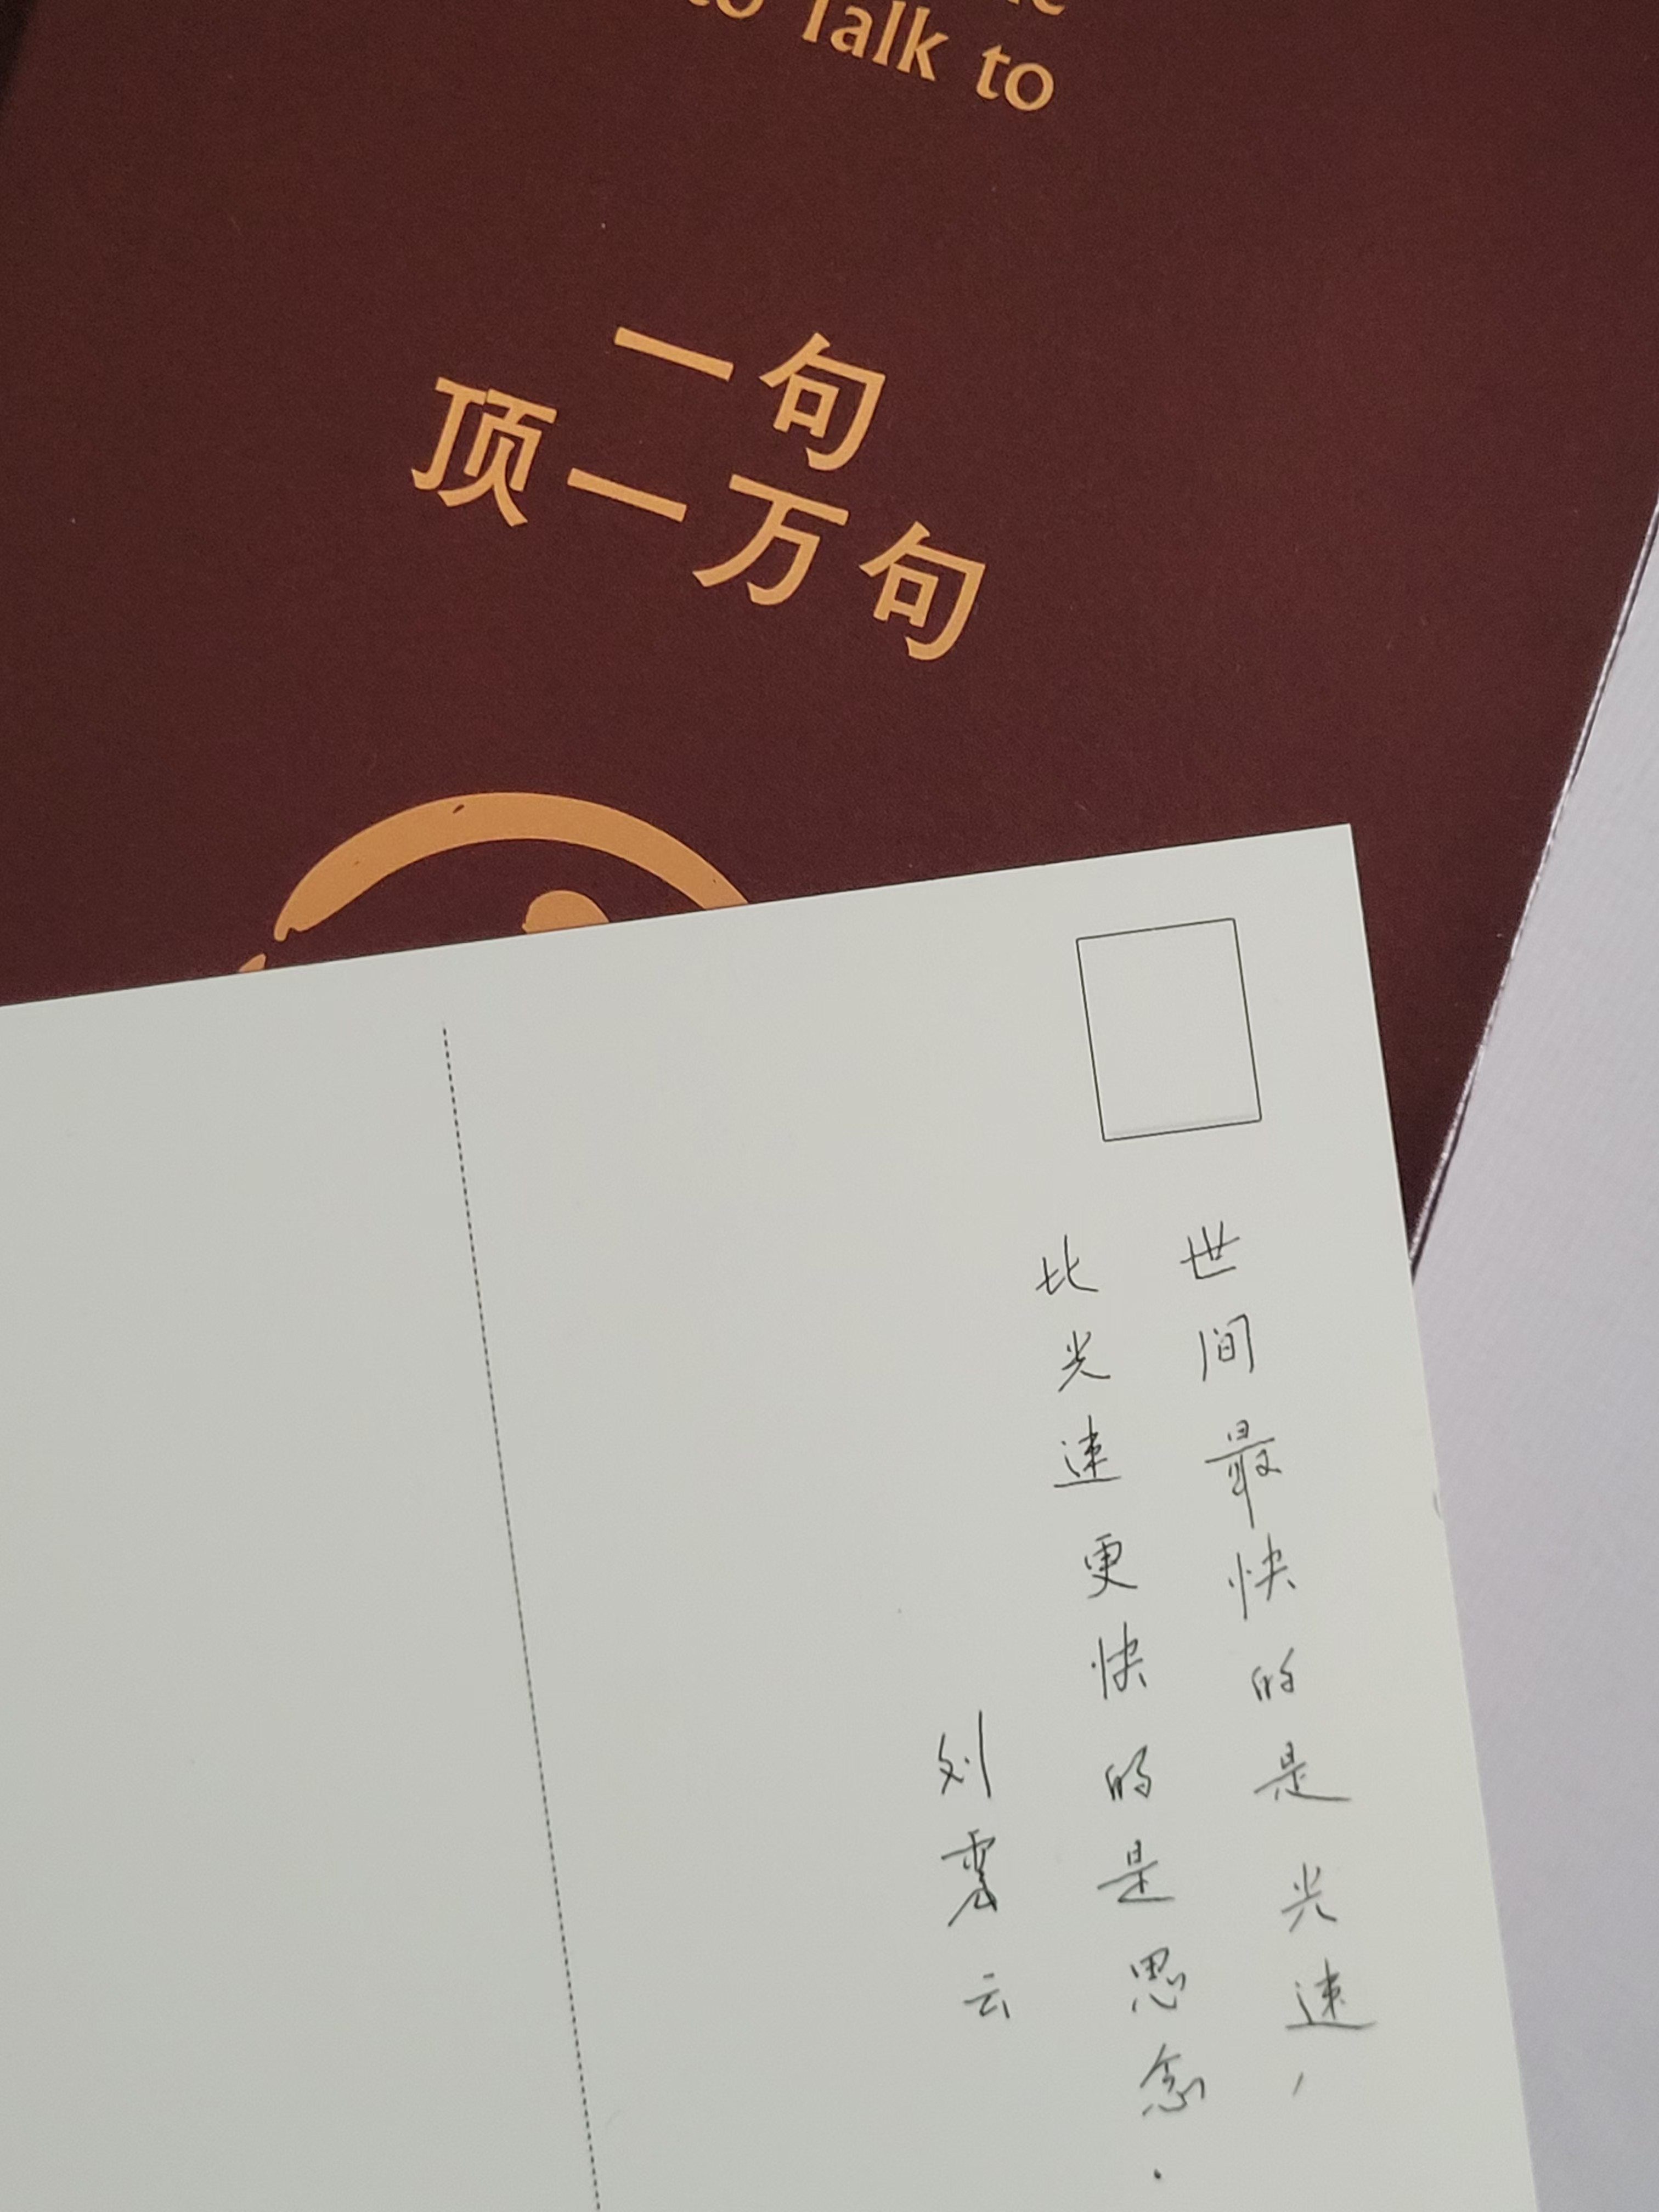 to Talk to
一句
顶一万句
世间最快的是光速,
比光速更快的是思念.
刘震云